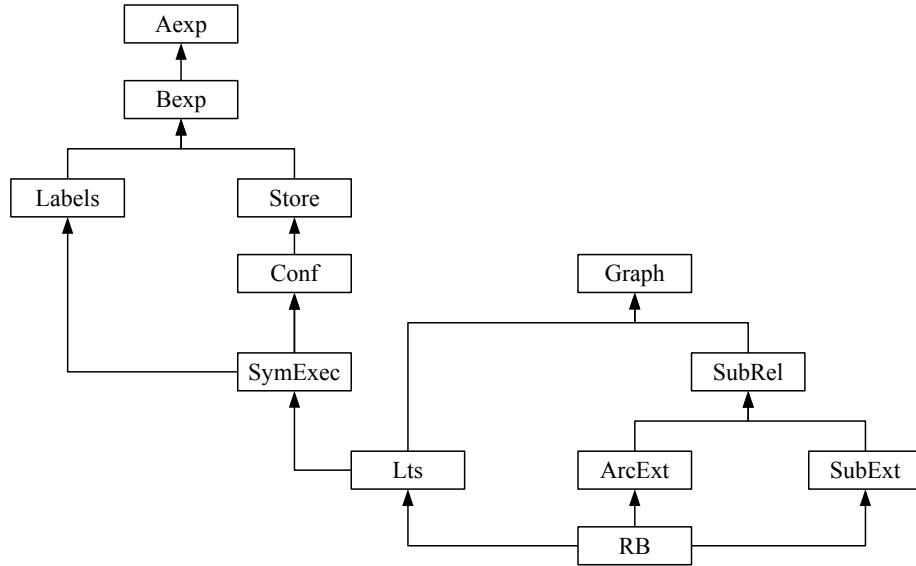 Aexp
Bexp
Labels
Store
Conf
Graph
SymExec
SubRel
Lts
ArcExt
SubExt
RB